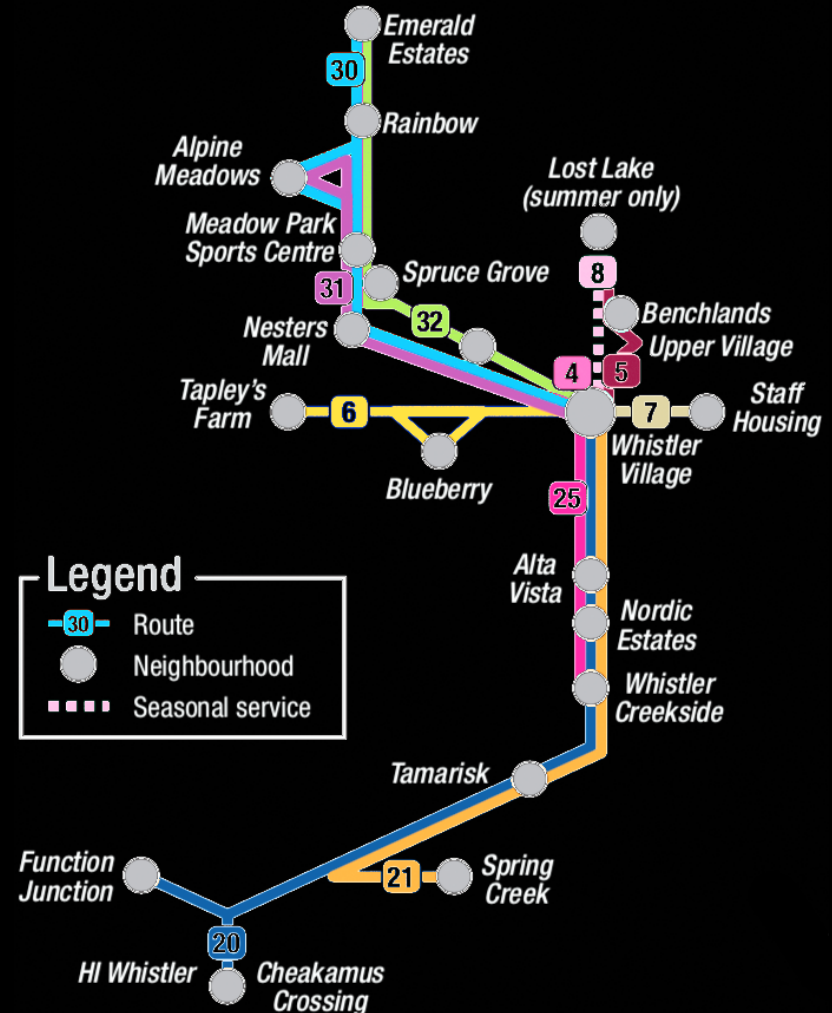 Emerald
Estates
30
Rainbow
Alpine
Meadows
Lost Lake
(summer only)
Meadow Park
Sports Centre
8
Spruce Grove
31
32
Benchlands
Nesters
Mall
Upper Village
4
5
Tapley's
Farm
6
7
Staff
Housing
Whistler
Village
Blueberry
25
Alta
Vista
Legend
30
Route
Neighbourhood
Seasonal service
Nordic
Estates
Whistler
Creekside
Tamarisk
Function
Junction
21
Spring
Creek
20
HI Whistler
Cheakamus
Crossing